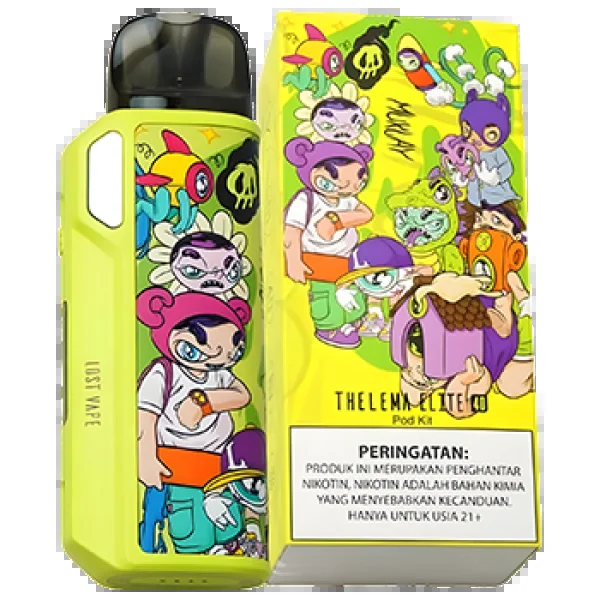 LOST VAPE
MURVAY
THELEMA ELITE 40
Pod Kit
PERINGATAN:
PRODUK INI MERUPAKAN PENGHANTAR
NIKOTIN, NIKOTIN ADALAH BAHAN KIMIA
YANG MENYEBABKAN KECANDUAN.
HANYA UNTUK USIA 21+